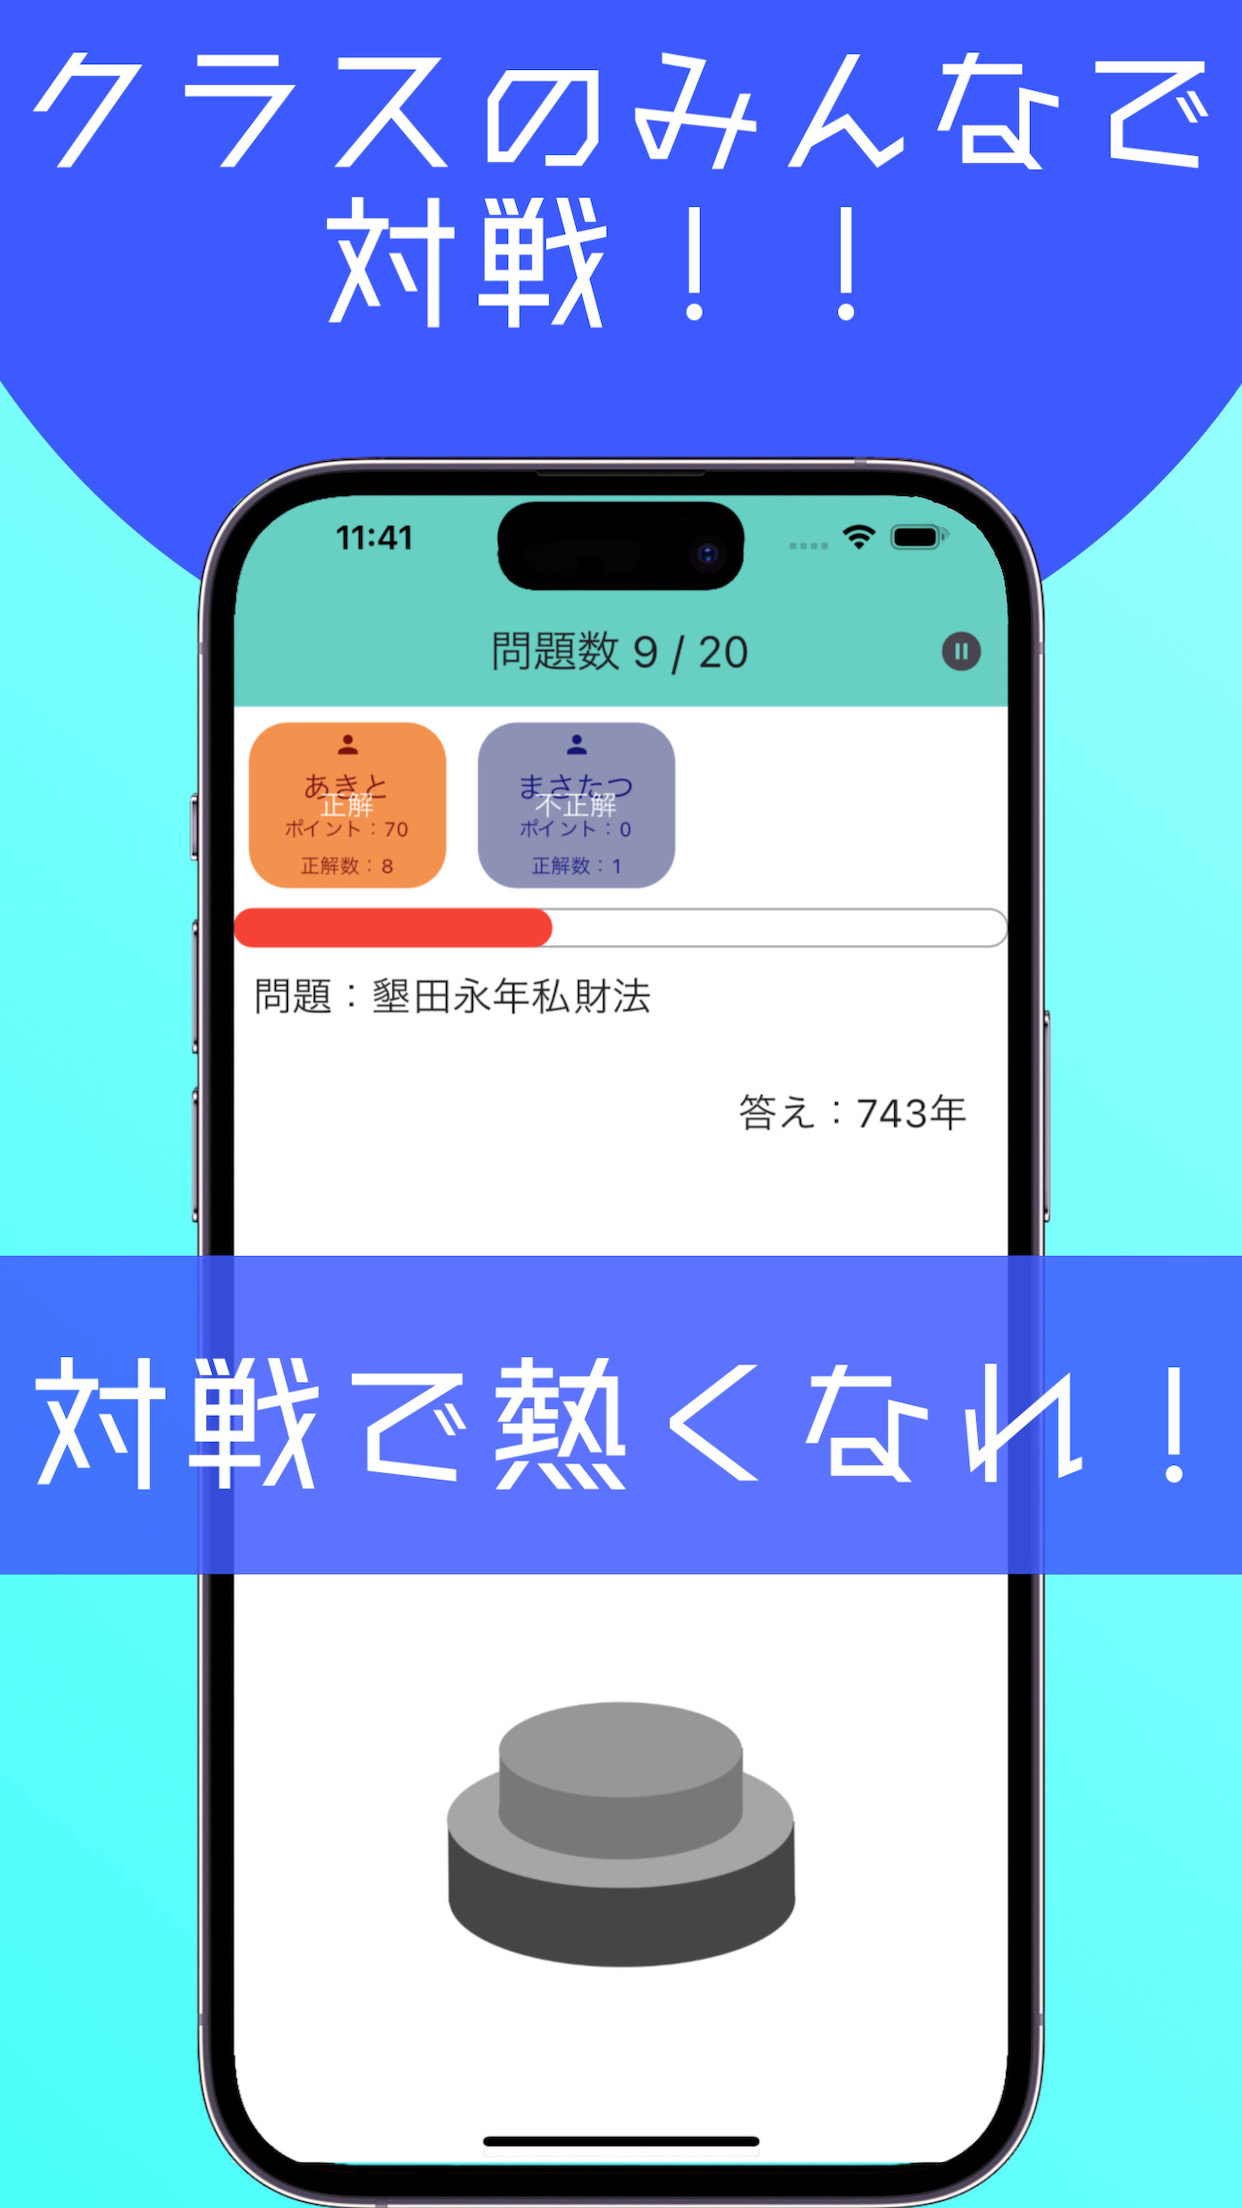 クラスのみんなで
対戦！！
11:41
問題数 9 / 20
あきと
正解
ポイント：70
正解数：8
まさたつ
不正解
ポイント：0
正解数：1
問題：墾田永年私財法
答え：743年
対戦で熱くなれ！